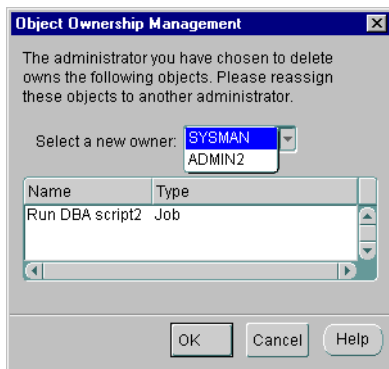 Object Ownership Management
The administrator you have chosen to delete
owns the following objects. Please reassign
these objects to another administrator.
Select a new owner: SYSMAN
ADMIN2
Name Type
Run DBA script2 Job
OK Cancel Help